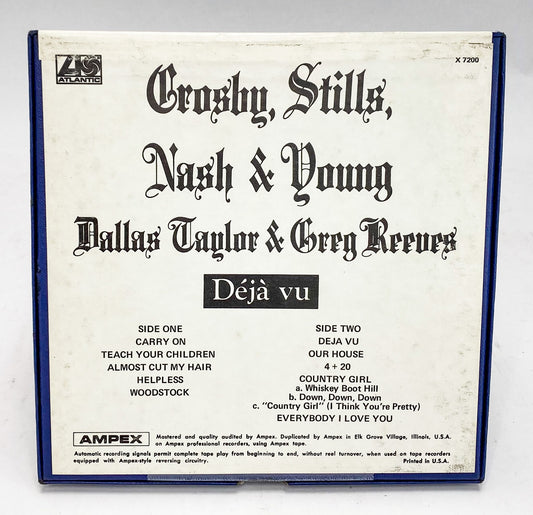 ATLANTIC
X 7200
Crosby, Stills,
Nash & Young
Dallas Taylor & Greg Reeves
Déjà vu
SIDE ONE
CARRY ON
TEACH YOUR CHILDREN
ALMOST CUT MY HAIR
HELPLESS
WOODSTOCK
SIDE TWO
DEJA VU
OUR HOUSE
4 + 20
COUNTRY GIRL
a. Whiskey Boot Hill
b. Down, Down, Down
c. "Country Girl" (I Think You're Pretty)
EVERYBODY I LOVE YOU
AMPEX
Mastered and quality audited by Ampex. Duplicated by Ampex in Elk Grove Village, Illinois, U.S.A.
on Ampex professional recorders, using Ampex tape.
Automatic recording signals permit complete tape play from beginning to end, without reel turnover, when used on tape recorders
equipped with Ampex-style reversing circuitry.
Printed in U.S.A.